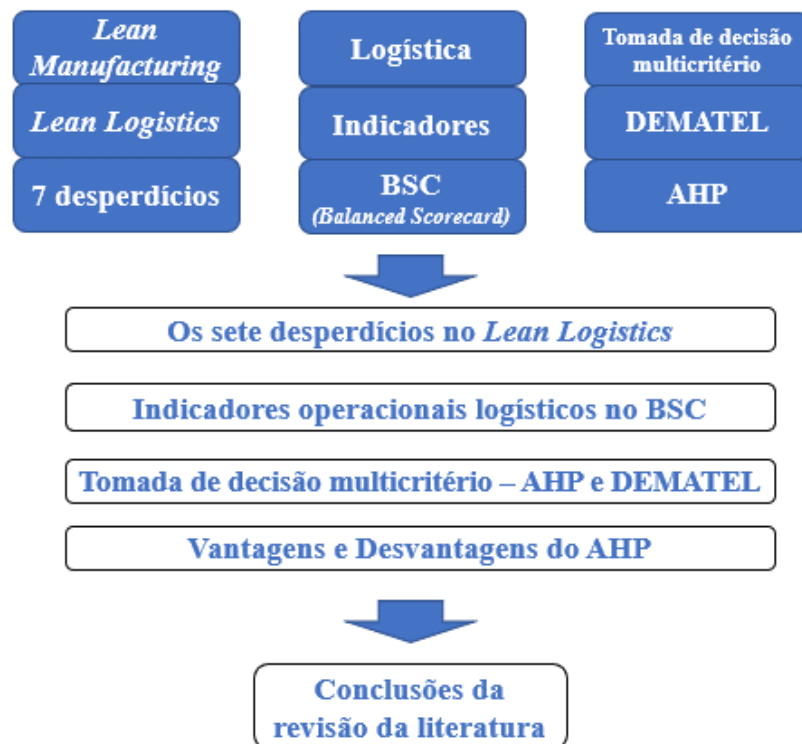 Lean
Manufacturing
Lean Logistics
7 desperdícios
Logística
Indicadores
BSC
(Balanced Scorecard)
Tomada de decisão
multicritério
DEMATEL
AHP
Os sete desperdícios no Lean Logistics
Indicadores operacionais logísticos no BSC
Tomada de decisão multicritério – AHP e DEMATEL
Vantagens e Desvantagens do AHP
Conclusões da
revisão da literatura